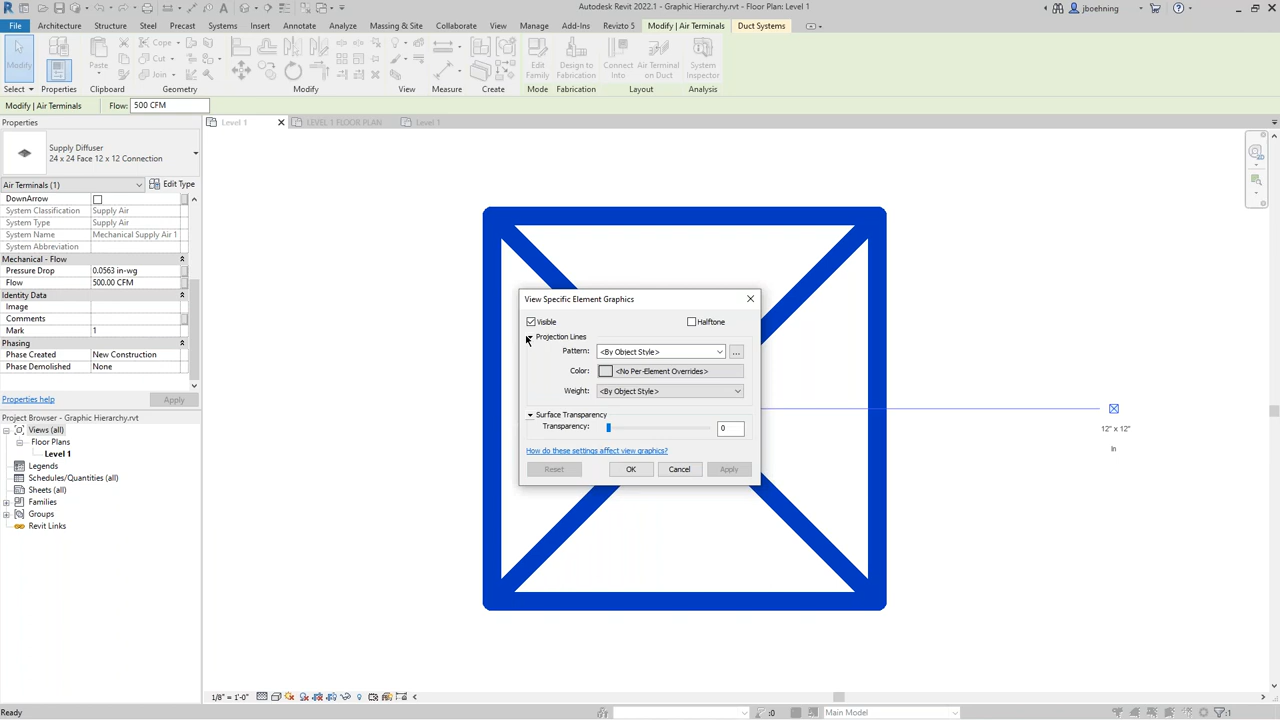 Autodesk Revit 2022.1 - Graphic Hierarchy.rvt - Floor Plan: Level 1
jboehning
File
Architecture
Structure
Steel
Precast
Systems
Insert
Annotate
Analyze
Massing & Site
Collaborate
View
Manage
Add-Ins
Revizto 5
Modify | Air Terminals
Duct Systems
Modify
Paste
Cope
Cut
Join
Edit Family
Design to Fabrication
Connect Into
Air Terminal on Duct
System Inspector
Select
Properties
Clipboard
Geometry
Modify
View
Measure
Create
Mode
Fabrication
Layout
Analysis
Modify | Air Terminals
Flow: 500 CFM
Properties
Level 1
LEVEL 1 FLOOR PLAN
Level 1
Supply Diffuser
24 x 24 Face 12 x 12 Connection
Air Terminals (1)
Edit Type
DownArrow
System Classification Supply Air
System Type Supply Air
System Name Mechanical Supply Air 1
System Abbreviation
Mechanical - Flow
Pressure Drop 0.0563 in-wg
Flow 500.00 CFM
Identity Data
Image
Comments
Mark 1
Phasing
Phase Created New Construction
Phase Demolished None
Properties help
Apply
Project Browser - Graphic Hierarchy.rvt
Views (all)
Floor Plans
Level 1
Legends
Schedules/Quantities (all)
Sheets (all)
Families
Groups
Revit Links
View Specific Element Graphics
Visible
Halftone
Projection Lines
Pattern: <By Object Style>
Color: <No Per-Element Overrides>
Weight: <By Object Style>
Surface Transparency
Transparency: 0
How do these settings affect view graphics?
Reset
OK
Cancel
Apply
12" x 12"
In
1/8" = 1'-0"
Ready
:0
Main Model
:1